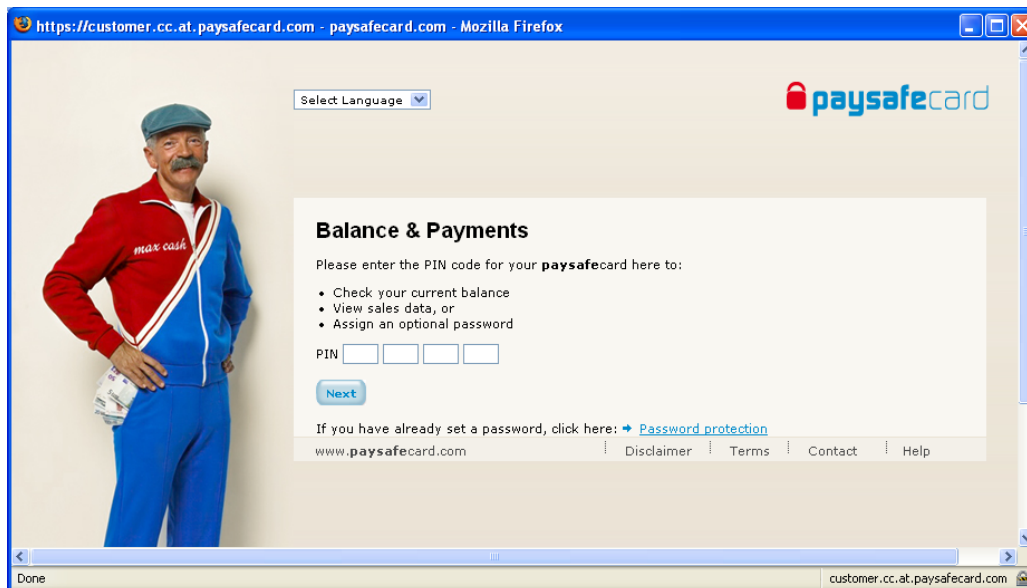 https://customer.cc.at.paysafecard.com - paysafecard.com - Mozilla Firefox
Select Language
paysafecard
max cash
Balance & Payments
Please enter the PIN code for your paysafecard here to:
• Check your current balance
• View sales data, or
• Assign an optional password
PIN
Next
If you have already set a password, click here: Password protection
www.paysafecard.com Disclaimer Terms Contact Help
Done customer.cc.at.paysafecard.com